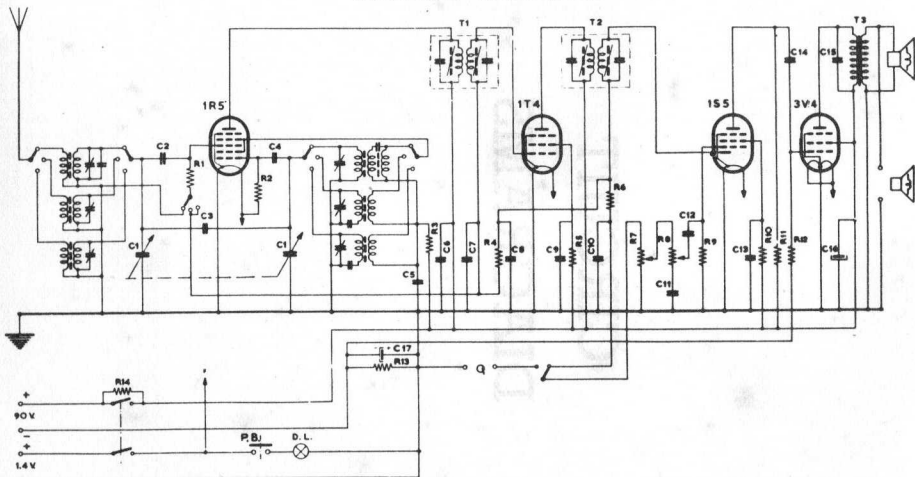 T1
T2
T3
C14
C15
1R5
1T4
1S5
3V4
C2
C4
R1
R2
C3
C1
C1
R3
C6
C7
R4
C8
C9
R5
C10
R6
R7
R8
C12
C11
R9
C13
R10
R11
R12
C16
C5
C17
R13
R14
+
90 V.
-
+
1.4 V.
P.B.
D.L.